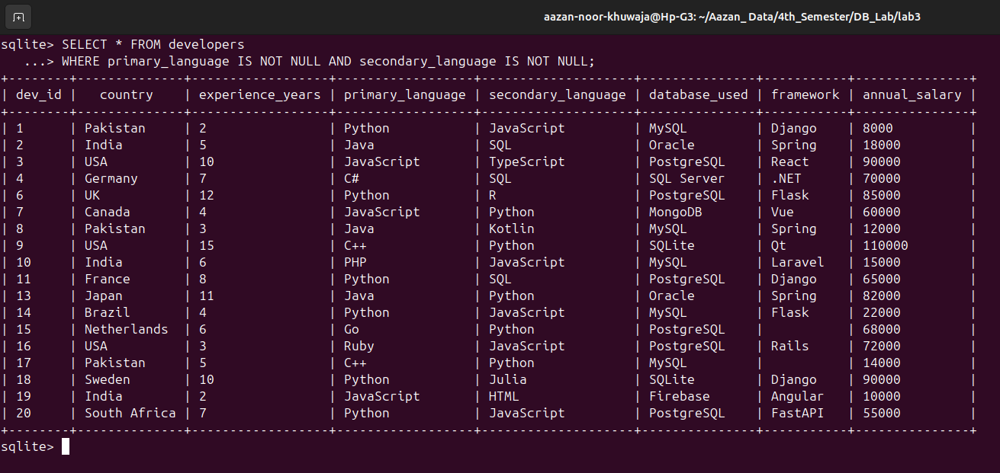 aazan-noor-khuwaja@Hp-G3: ~/Aazan_ Data/4th_Semester/DB_Lab/lab3
sqlite> SELECT * FROM developers
   ...> WHERE primary_language IS NOT NULL AND secondary_language IS NOT NULL;
+--------+--------------+------------------+------------------+--------------------+---------------+-----------+---------------+
| dev_id |   country    | experience_years | primary_language | secondary_language | database_used | framework | annual_salary |
+--------+--------------+------------------+------------------+--------------------+---------------+-----------+---------------+
| 1      | Pakistan     | 2                | Python           | JavaScript         | MySQL         | Django    | 8000          |
| 2      | India        | 5                | Java             | SQL                | Oracle        | Spring    | 18000         |
| 3      | USA          | 10               | JavaScript       | TypeScript         | PostgreSQL    | React     | 90000         |
| 4      | Germany      | 7                | C#               | SQL                | SQL Server    | .NET      | 70000         |
| 6      | UK           | 12               | Python           | R                  | PostgreSQL    | Flask     | 85000         |
| 7      | Canada       | 4                | JavaScript       | Python             | MongoDB       | Vue       | 60000         |
| 8      | Pakistan     | 3                | Java             | Kotlin             | MySQL         | Spring    | 12000         |
| 9      | USA          | 15               | C++              | Python             | SQLite        | Qt        | 110000        |
| 10     | India        | 6                | PHP              | JavaScript         | MySQL         | Laravel   | 15000         |
| 11     | France       | 8                | Python           | SQL                | PostgreSQL    | Django    | 65000         |
| 13     | Japan        | 11               | Java             | Python             | Oracle        | Spring    | 82000         |
| 14     | Brazil       | 4                | Python           | JavaScript         | MySQL         | Flask     | 22000         |
| 15     | Netherlands  | 6                | Go               | Python             | PostgreSQL    |           | 68000         |
| 16     | USA          | 3                | Ruby             | JavaScript         | PostgreSQL    | Rails     | 72000         |
| 17     | Pakistan     | 5                | C++              | Python             | MySQL         |           | 14000         |
| 18     | Sweden       | 10               | Python           | Julia              | SQLite        | Django    | 90000         |
| 19     | India        | 2                | JavaScript       | HTML               | Firebase      | Angular   | 10000         |
| 20     | South Africa | 7                | Python           | JavaScript         | PostgreSQL    | FastAPI   | 55000         |
+--------+--------------+------------------+------------------+--------------------+---------------+-----------+---------------+
sqlite>